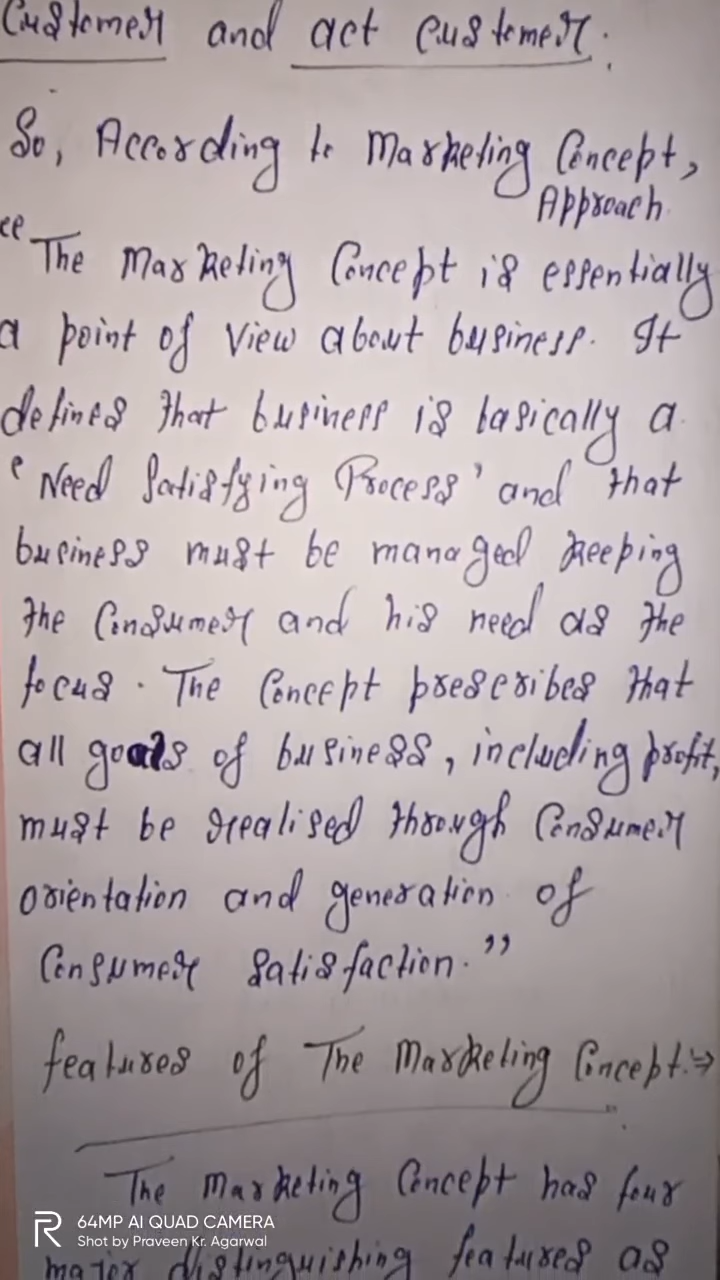 Customer and act customer.
So, According to Marketing Concept,
Approach
"The Marketing Concept is essentially
a point of view about business. It
defines that business is basically a
'Need Satisfying Process' and that
business must be managed keeping
the Consumer and his need as the
focus. The Concept prescribes that
all goals of business, including profit,
must be realised through Consumer
orientation and generation of
Consumer satisfaction."
features of The Marketing Concept:⇒
The Marketing Concept has four
major distinguishing features as
R
64MP AI QUAD CAMERA
Shot by Praveen Kr. Agarwal